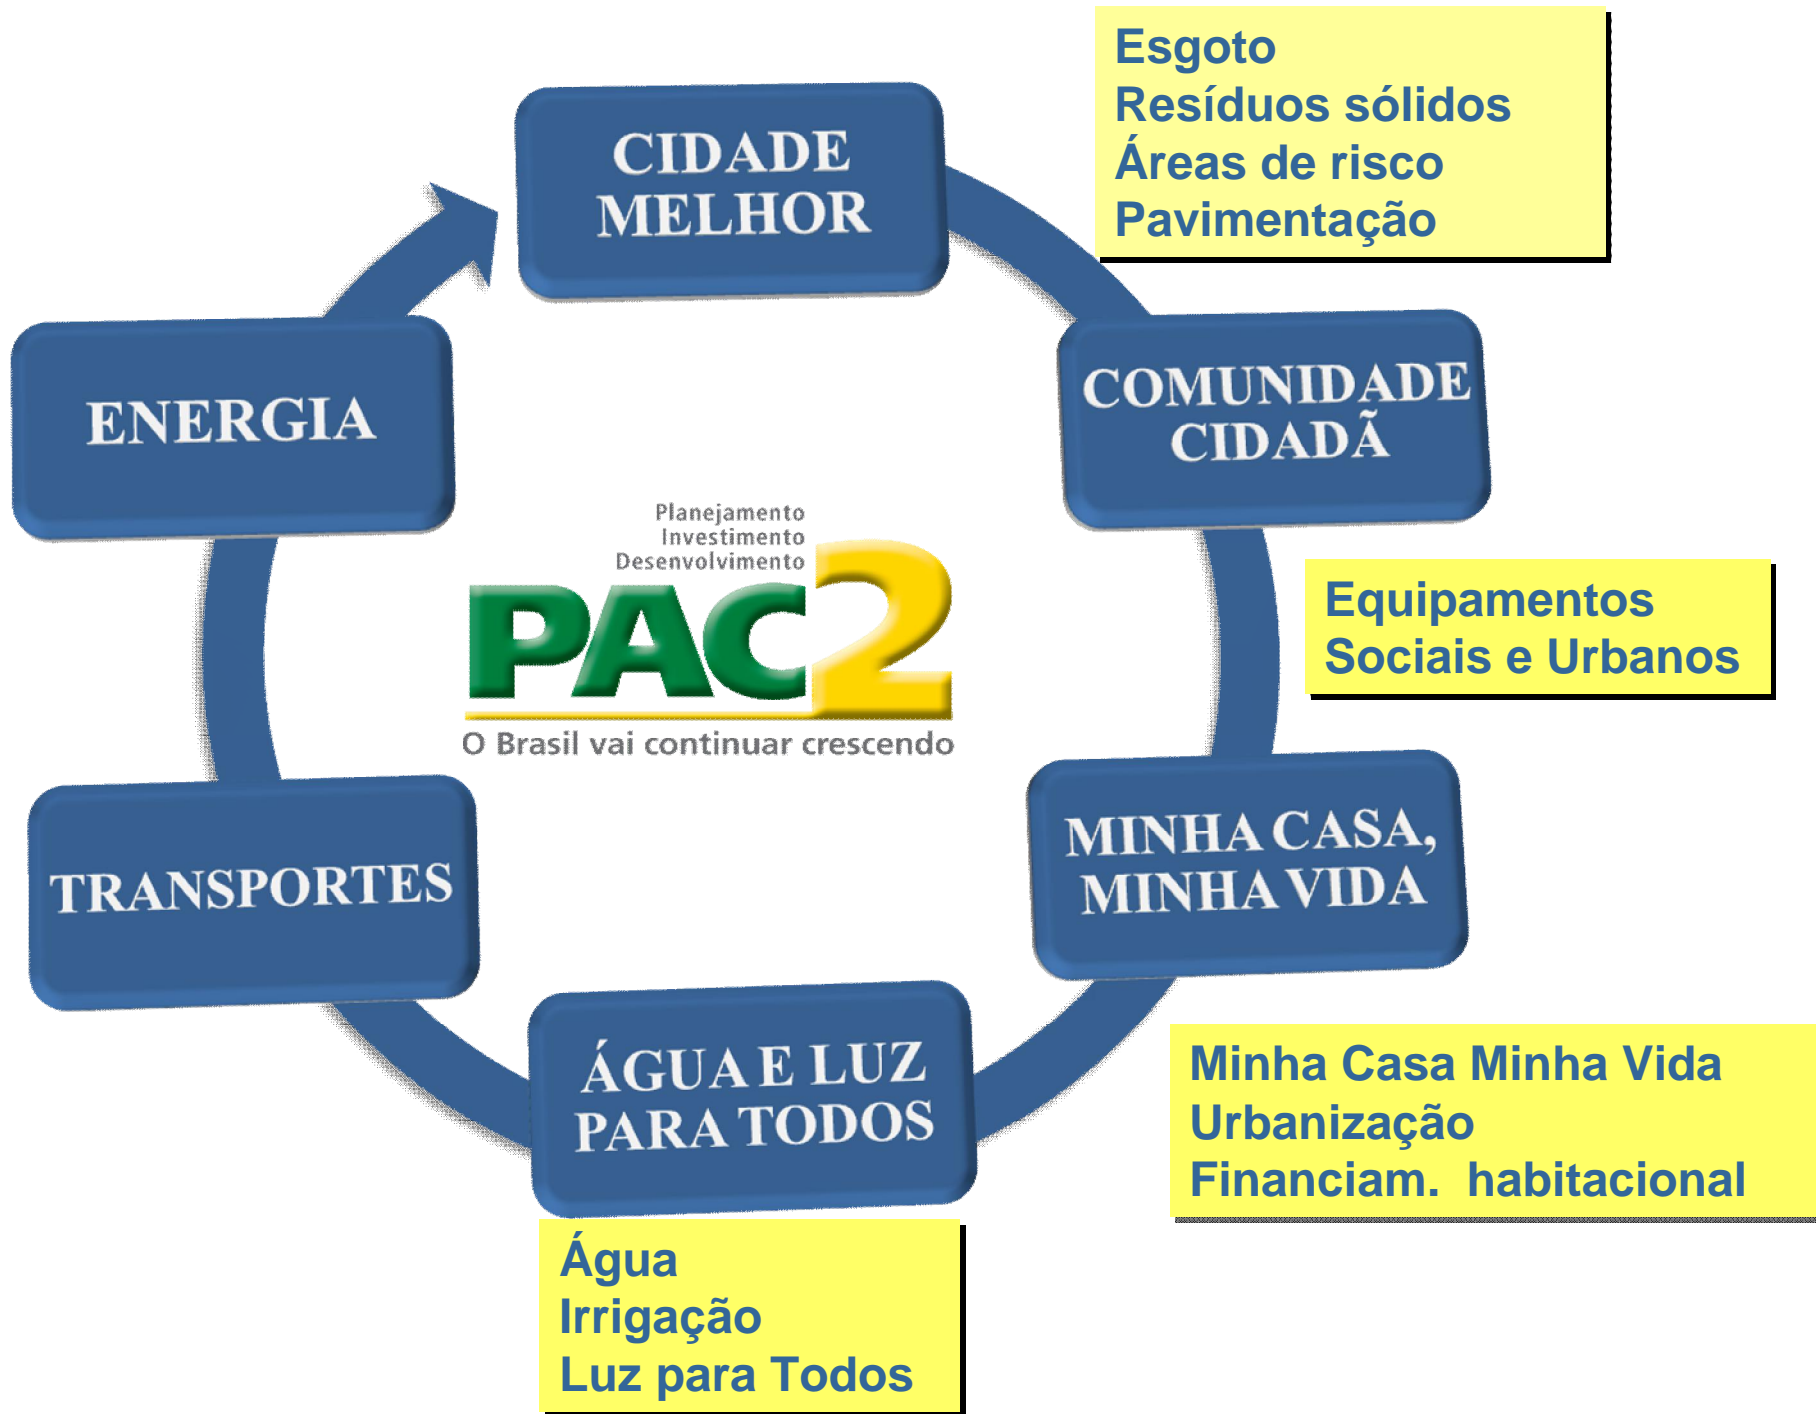 CIDADE
MELHOR
Esgoto
Resíduos sólidos
Áreas de risco
Pavimentação
COMUNIDADE
CIDADÃ
Equipamentos
Sociais e Urbanos
MINHA CASA,
MINHA VIDA
Minha Casa Minha Vida
Urbanização
Financiam. habitacional
ÁGUA E LUZ
PARA TODOS
Água
Irrigação
Luz para Todos
TRANSPORTES
ENERGIA
Planejamento
Investimento
Desenvolvimento
PAC2
O Brasil vai continuar crescendo